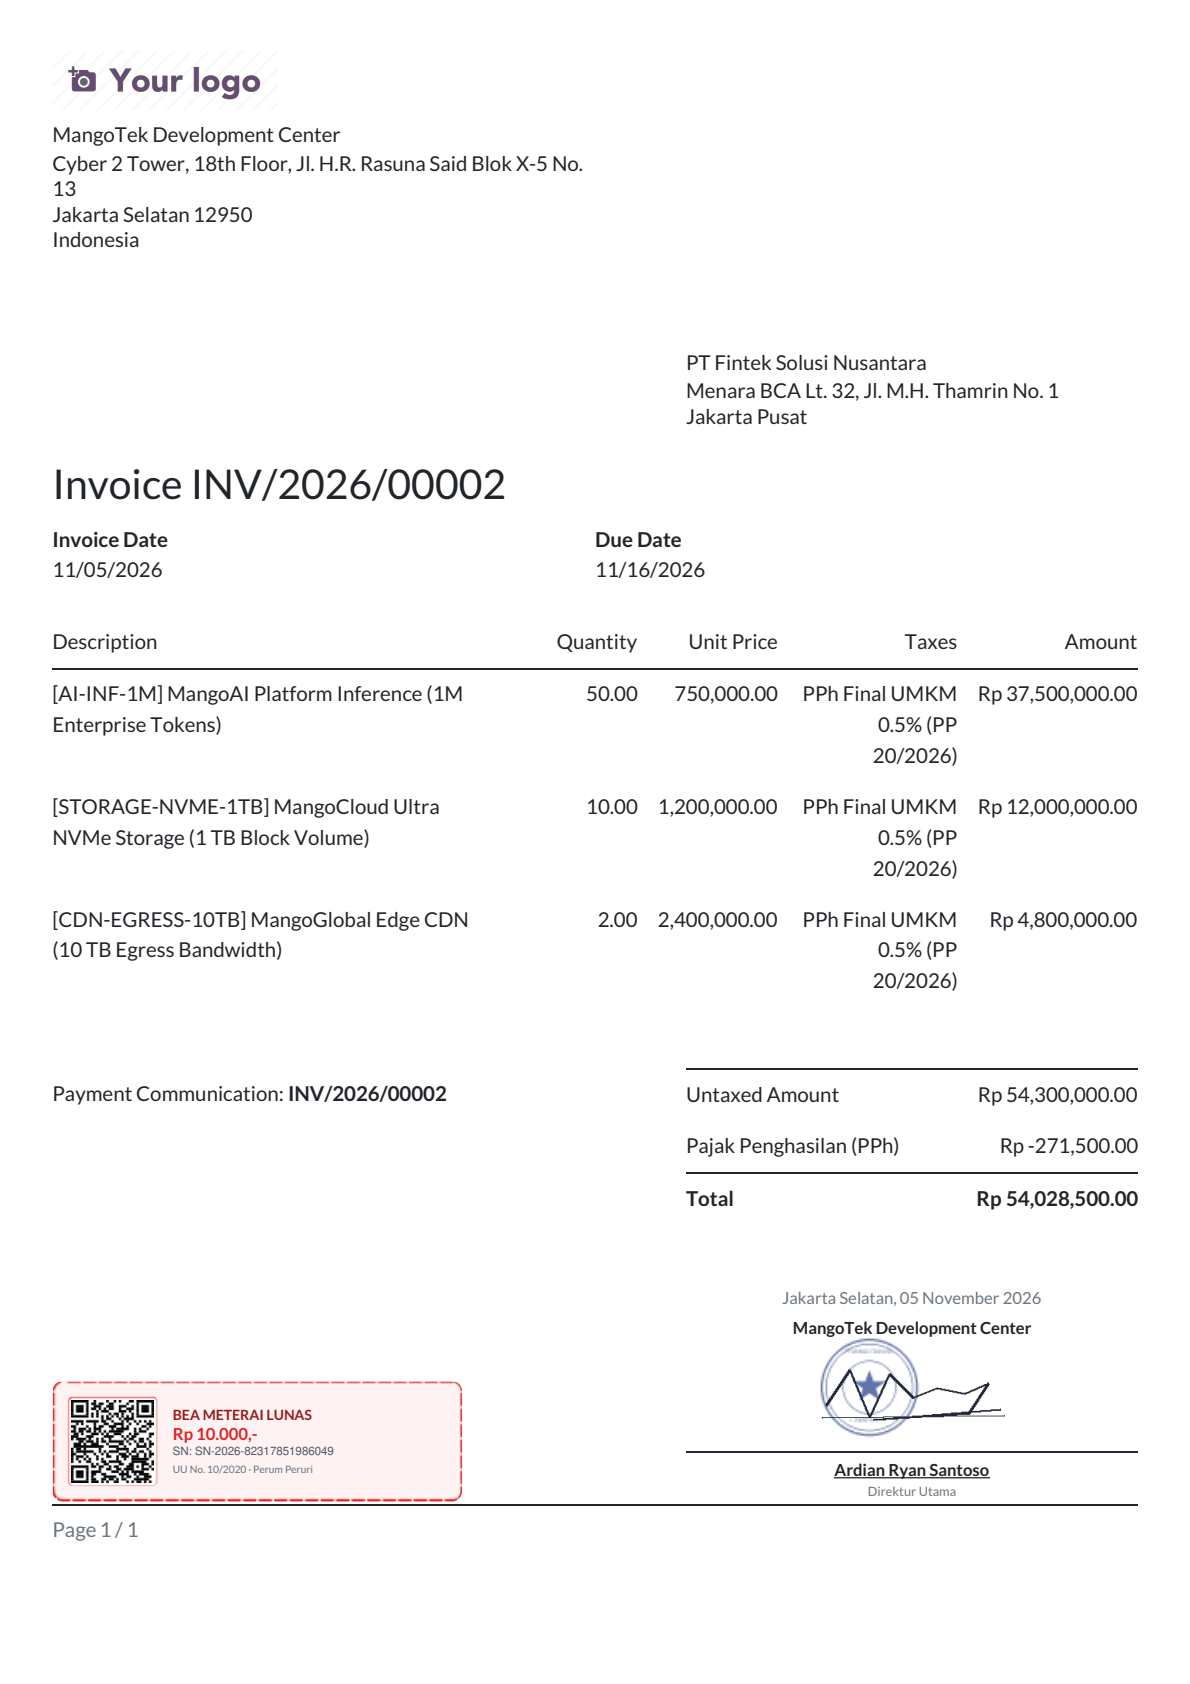 Your logo
MangoTek Development Center
Cyber 2 Tower, 18th Floor, Jl. H.R. Rasuna Said Blok X-5 No.
13
Jakarta Selatan 12950
Indonesia
PT Fintek Solusi Nusantara
Menara BCA Lt. 32, Jl. M.H. Thamrin No. 1
Jakarta Pusat
Invoice INV/2026/00002
Invoice Date Due Date
11/05/2026 11/16/2026
Description Quantity Unit Price Taxes Amount
[AI-INF-1M] MangoAI Platform Inference (1M 50.00 750,000.00 PPh Final UMKM Rp 37,500,000.00
Enterprise Tokens) 0.5% (PP
20/2026)
[STORAGE-NVME-1TB] MangoCloud Ultra 10.00 1,200,000.00 PPh Final UMKM Rp 12,000,000.00
NVMe Storage (1 TB Block Volume) 0.5% (PP
20/2026)
[CDN-EGRESS-10TB] MangoGlobal Edge CDN 2.00 2,400,000.00 PPh Final UMKM Rp 4,800,000.00
(10 TB Egress Bandwidth) 0.5% (PP
20/2026)
Payment Communication: INV/2026/00002
Untaxed Amount Rp 54,300,000.00
Pajak Penghasilan (PPh) Rp -271,500.00
Total Rp 54,028,500.00
Jakarta Selatan, 05 November 2026
MangoTek Development Center
BEA METERAI LUNAS
Rp 10.000,-
SN: SN-2026-82317851986049
UU No. 10/2020 · Perum Peruri
Ardian Ryan Santoso
Direktur Utama
Page 1 / 1